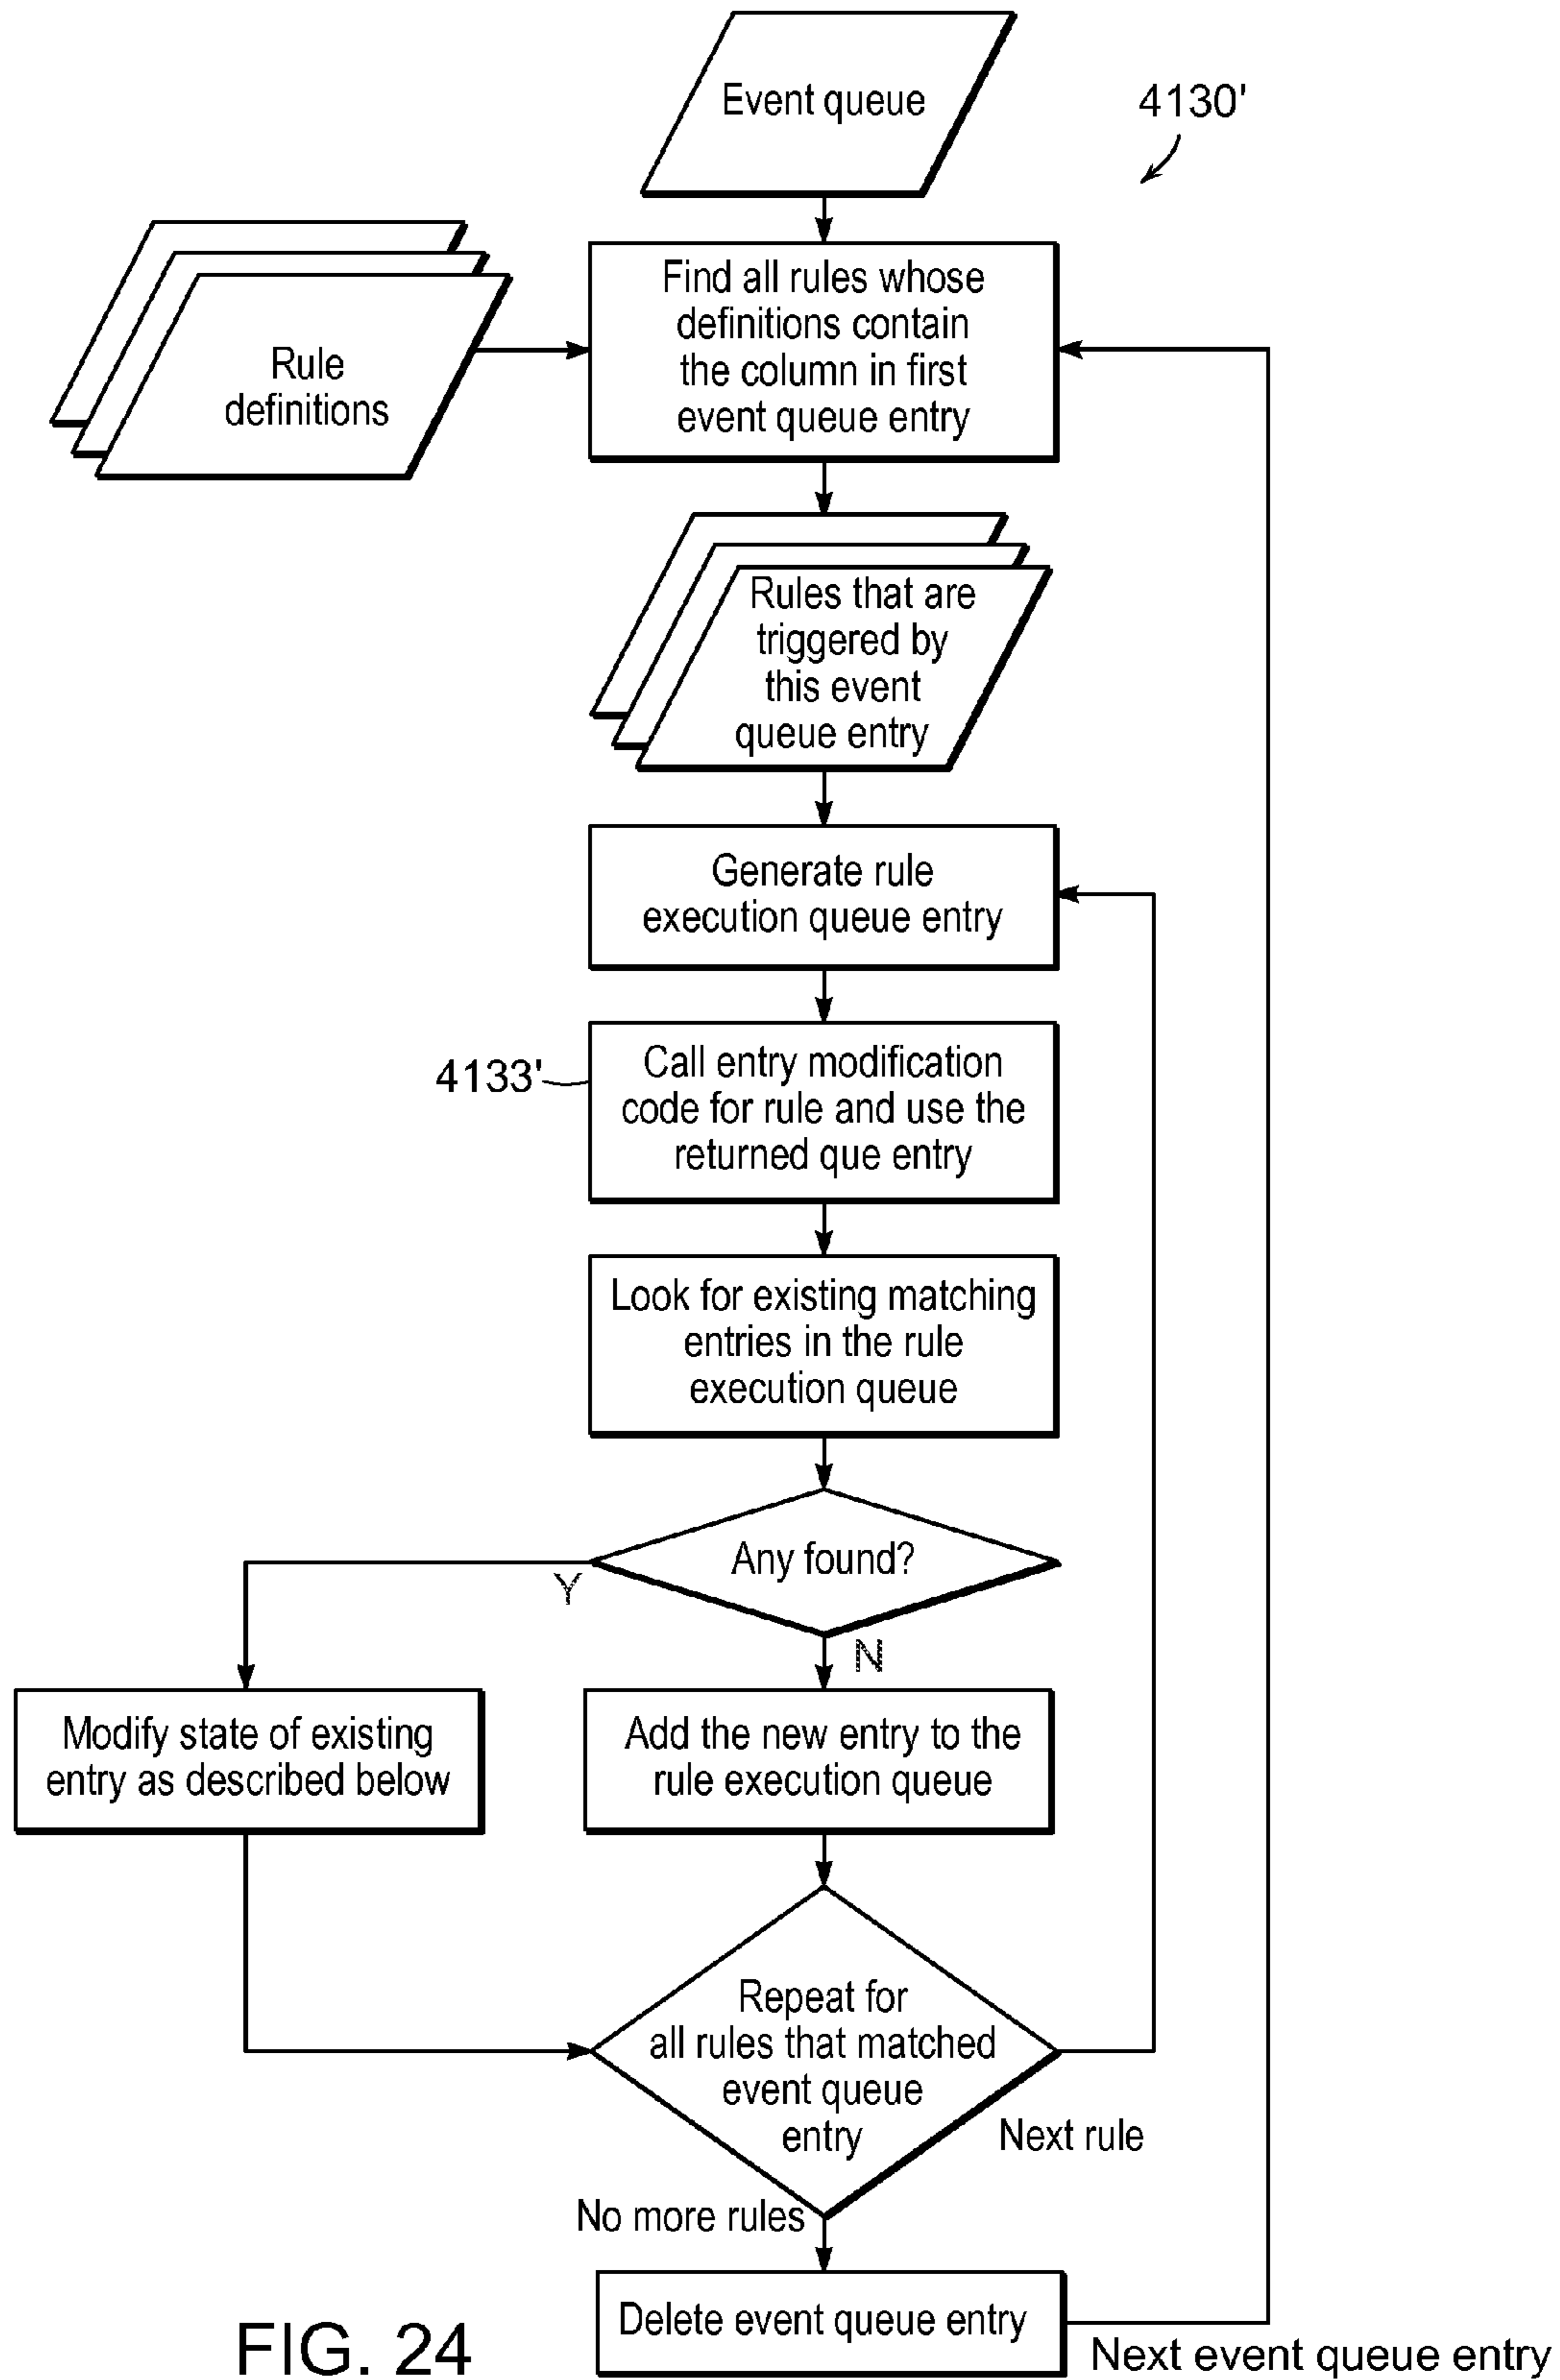 Event queue
4130'
Find all rules whose
definitions contain
the column in first
event queue entry
Rule
definitions
Rules that are
triggered by
this event
queue entry
Generate rule
execution queue entry
4133'
Call entry modification
code for rule and use the
returned que entry
Look for existing matching
entries in the rule
execution queue
Any found?
Y
N
Modify state of existing
entry as described below
Add the new entry to the
rule execution queue
Repeat for
all rules that matched
event queue
entry
Next rule
No more rules
Delete event queue entry
Next event queue entry
FIG. 24